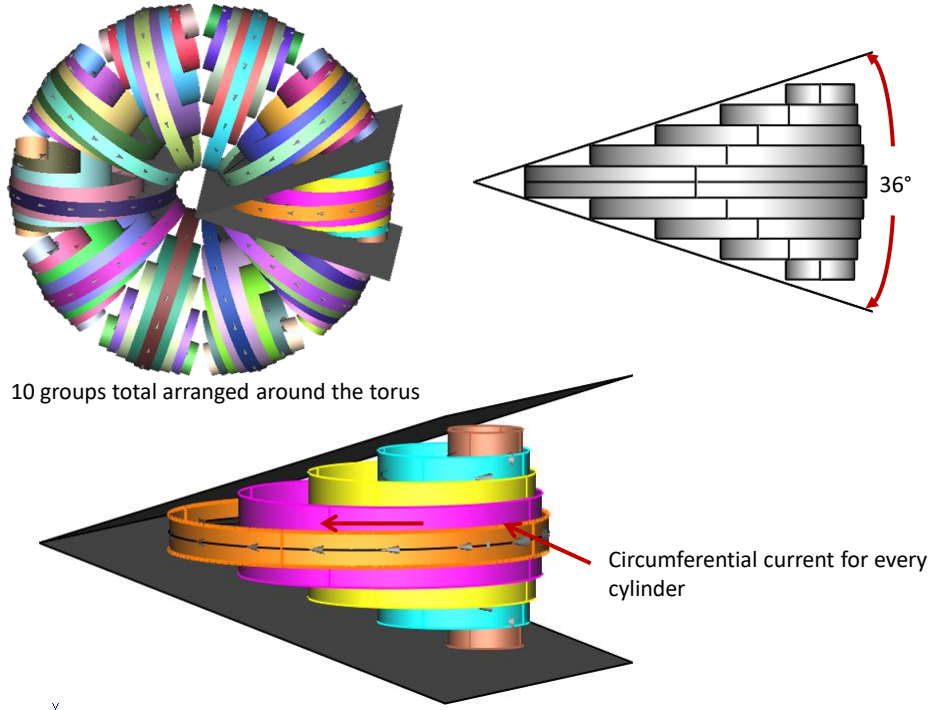 36°
10 groups total arranged around the torus
Circumferential current for every
cylinder
v